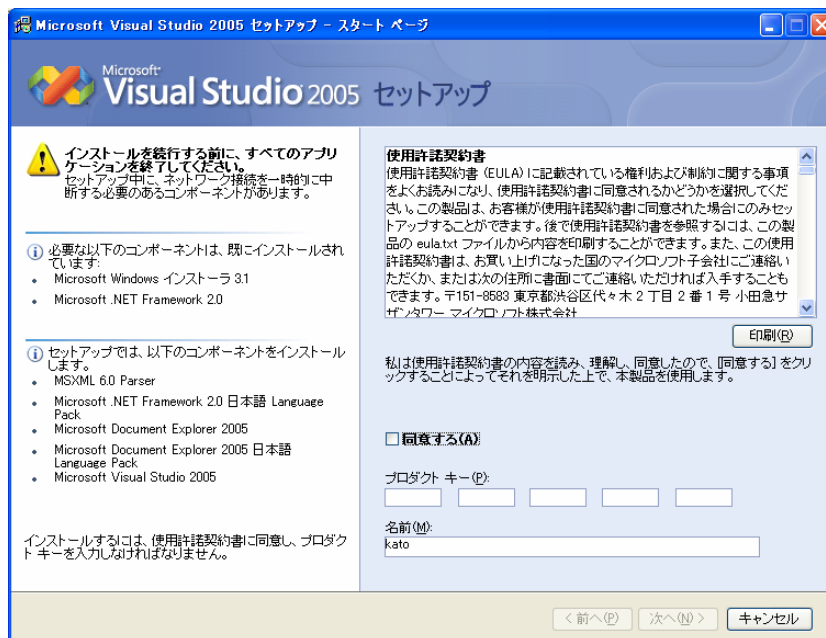 Microsoft Visual Studio 2005 セットアップ - スタート ページ
Microsoft
Visual Studio 2005 セットアップ
インストールを続行する前に、すべてのアプリ
ケーションを終了してください。
セットアップ中に、ネットワーク接続を一時的に中
断する必要のあるコンポーネントがあります。
必要な以下のコンポーネントは、既にインストールされ
ています:
Microsoft Windows インストーラ 3.1
Microsoft .NET Framework 2.0
セットアップでは、以下のコンポーネントをインストール
します。
MSXML 6.0 Parser
Microsoft .NET Framework 2.0 日本語 Language
Pack
Microsoft Document Explorer 2005
Microsoft Document Explorer 2005 日本語
Language Pack
Microsoft Visual Studio 2005
インストールするには、使用許諾契約書に同意し、プロダク
ト キーを入力しなければなりません。
使用許諾契約書
使用許諾契約書 (EULA) に記載されている権利および制約に関する事項
をよくお読みになり、使用許諾契約書に同意されるかどうかを選択してくだ
さい。この製品は、お客様が使用許諾契約書に同意された場合にのみセッ
トアップすることができます。後で使用許諾契約書を参照するには、この製
品の eula.txt ファイルから内容を印刷することができます。また、この使用
許諾契約書は、お買い上げになった国のマイクロソフト子会社にご連絡い
ただくか、または次の住所に書面にてご連絡いただければ入手することも
できます。〒151-8583 東京都渋谷区代々木 2 丁目 2 番 1 号 小田急サ
ザンタワー マイクロソフト株式会社
印刷(R)
私は使用許諾契約書の内容を読み、理解し、同意したので、[同意する] をクリ
ックすることによってそれを明示した上で、本製品を使用します。
同意する(A)
プロダクト キー(P):
名前(M):
kato
< 前へ(P)
次へ(N) >
キャンセル